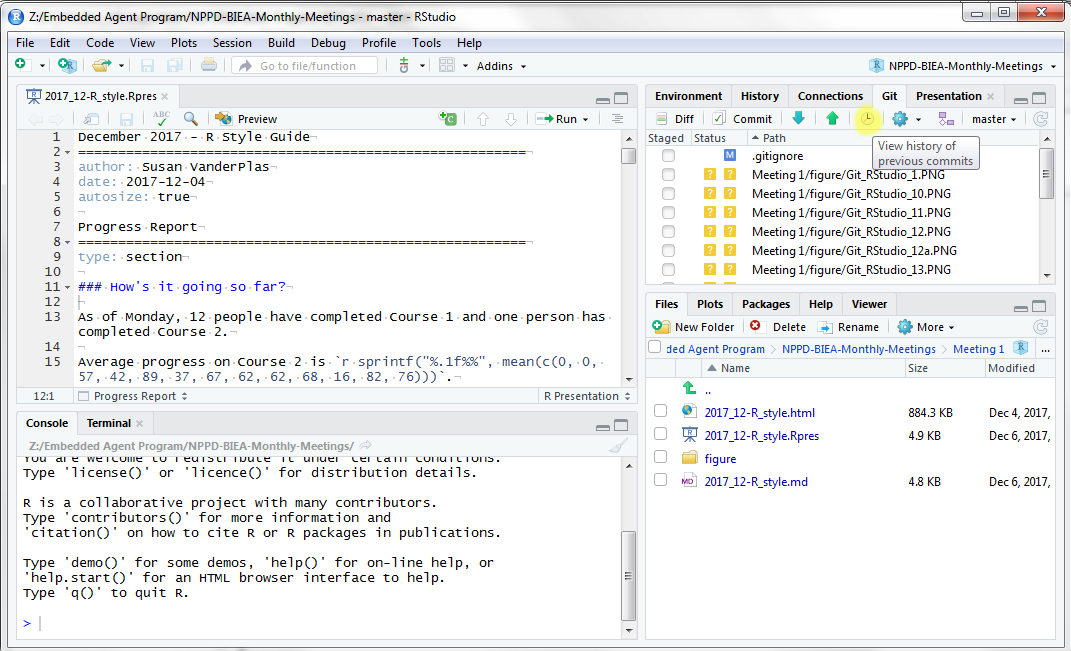 Z:/Embedded Agent Program/NPPD-BIEA-Monthly-Meetings - master - RStudio
File Edit Code View Plots Session Build Debug Profile Tools Help
Go to file/function Addins NPPD-BIEA-Monthly-Meetings
2017_12-R_style.Rpres
ABC Preview Run
1 December 2017 - R Style Guide
2 ========================================================
3 author: Susan VanderPlas
4 date: 2017-12-04
5 autosize: true
6
7 Progress Report
8 ========================================================
9 type: section
10
11 ### How's it going so far?
12
13 As of Monday, 12 people have completed Course 1 and one person has
completed Course 2.
14
15 Average progress on Course 2 is `r sprintf("%.1f%%", mean(c(0, 0,
57, 42, 89, 37, 67, 62, 62, 68, 16, 82, 76)))`.
12:1 Progress Report R Presentation
Console Terminal
Z:/Embedded Agent Program/NPPD-BIEA-Monthly-Meetings/
You are welcome to redistribute it under certain conditions.
Type 'license()' or 'licence()' for distribution details.
R is a collaborative project with many contributors.
Type 'contributors()' for more information and
'citation()' on how to cite R or R packages in publications.
Type 'demo()' for some demos, 'help()' for on-line help, or
'help.start()' for an HTML browser interface to help.
Type 'q()' to quit R.
>
Environment History Connections Git Presentation
Diff Commit master
Staged Status Path
M .gitignore
? ? Meeting 1/figure/Git_RStudio_1.PNG
? ? Meeting 1/figure/Git_RStudio_10.PNG
? ? Meeting 1/figure/Git_RStudio_11.PNG
? ? Meeting 1/figure/Git_RStudio_12.PNG
? ? Meeting 1/figure/Git_RStudio_12a.PNG
? ? Meeting 1/figure/Git_RStudio_13.PNG
View history of
previous commits
Files Plots Packages Help Viewer
New Folder Delete Rename More
ded Agent Program > NPPD-BIEA-Monthly-Meetings > Meeting 1 R ...
Name Size Modified
..
2017_12-R_style.html 884.3 KB Dec 4, 2017,
2017_12-R_style.Rpres 4.9 KB Dec 6, 2017,
figure
MD 2017_12-R_style.md 4.8 KB Dec 6, 2017,